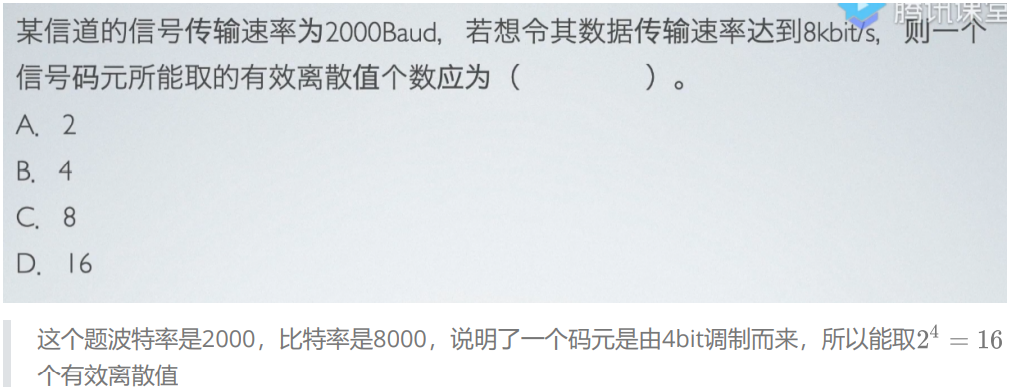 腾讯课堂
某信道的信号传输速率为2000Baud，若想令其数据传输速率达到8kbit/s，则一个
信号码元所能取的有效离散值个数应为（ ）。
A. 2
B. 4
C. 8
D. 16
这个题波特率是2000，比特率是8000，说明了一个码元是由4bit调制而来，所以能取2⁴ = 16
个有效离散值